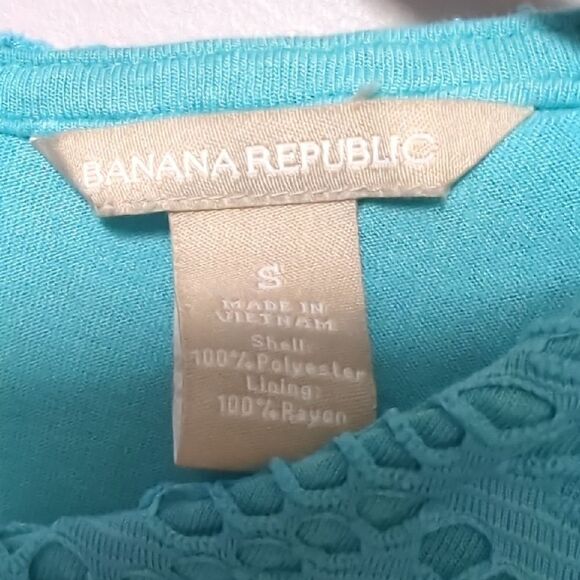 BANANA REPUBLIC
S
MADE IN
VIETNAM
Shell:
100% Polyester
Lining:
100% Rayon